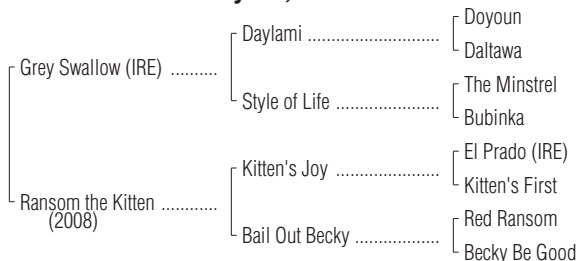 Doyoun
Daylami ........................
Daltawa
Grey Swallow (IRE) ..........
The Minstrel
Style of Life ....................
Bubinka
El Prado (IRE)
Kitten's Joy ....................
Kitten's First
Ransom the Kitten ............
(2008)
Red Ransom
Bail Out Becky ................
Becky Be Good